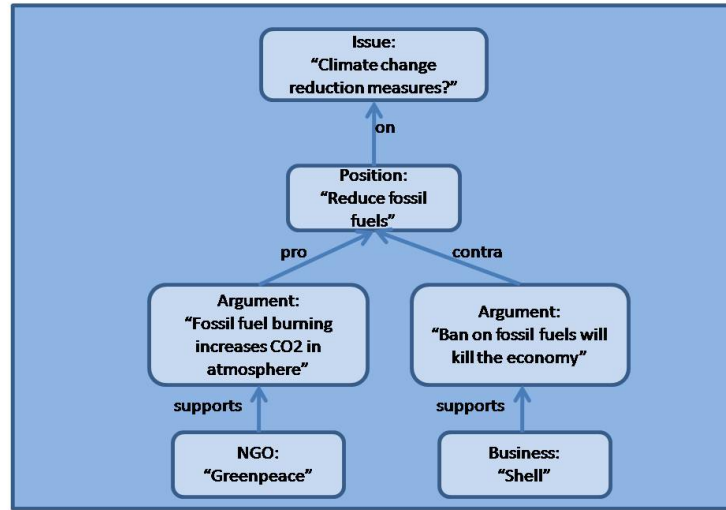 Issue:
“Climate change
reduction measures?”
on
Position:
“Reduce fossil
fuels”
pro
contra
Argument:
“Fossil fuel burning
increases CO2 in
atmosphere”
Argument:
“Ban on fossil fuels will
kill the economy”
supports
supports
NGO:
“Greenpeace”
Business:
“Shell”